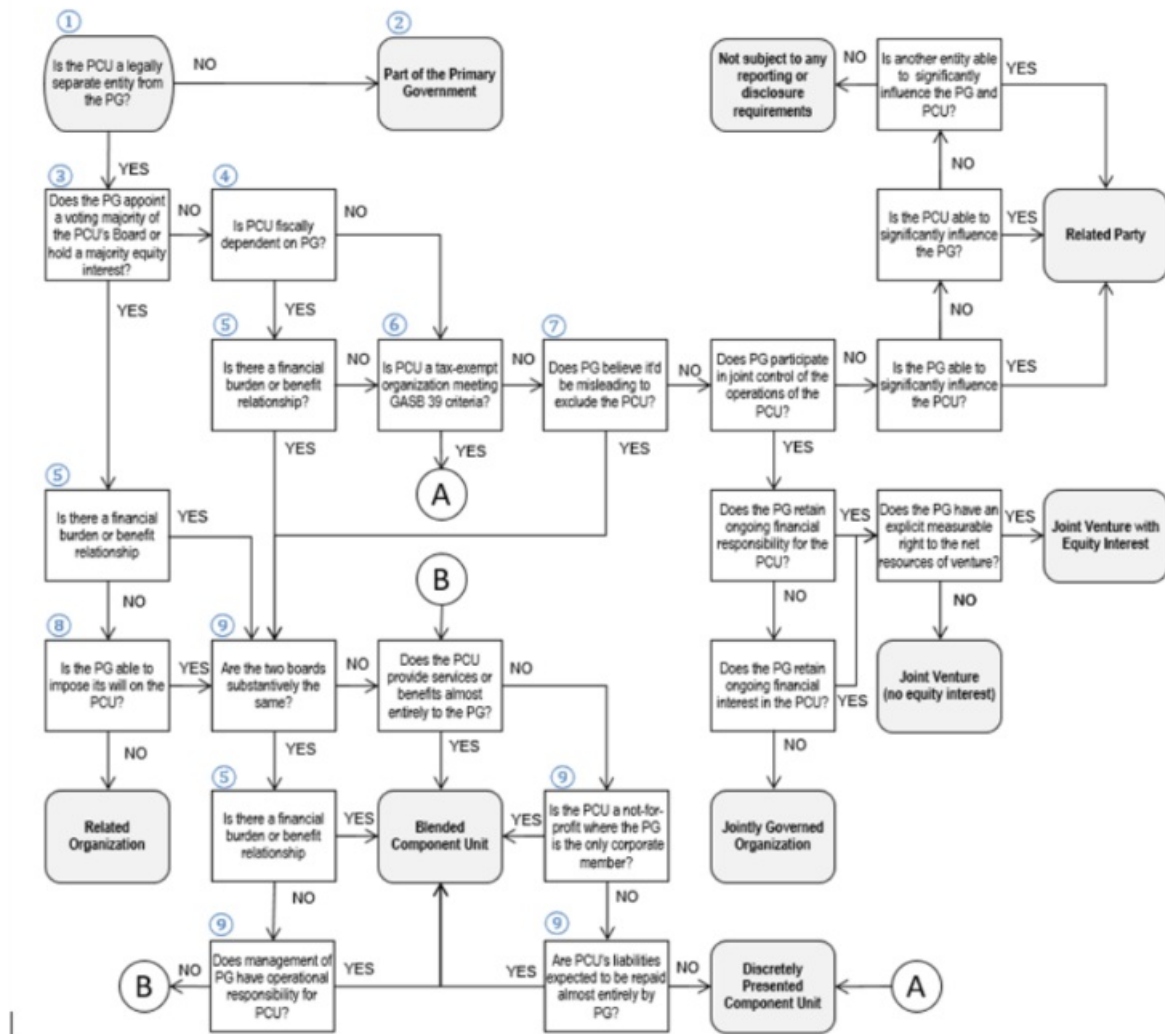 ①
Is the PCU a legally
separate entity from
the PG?
NO
②
Part of the Primary
Government
Not subject to any
reporting or
disclosure
requirements
NO
Is another entity able
to significantly
influence the PG and
PCU?
YES
YES
NO
③
Does the PG appoint
a voting majority of
the PCU's Board or
hold a majority equity
interest?
NO
④
Is PCU fiscally
dependent on PG?
NO
Is the PCU able to
significantly influence
the PG?
YES
Related Party
YES
YES
NO
⑤
Is there a financial
burden or benefit
relationship?
NO
⑥
Is PCU a tax-exempt
organization meeting
GASB 39 criteria?
NO
⑦
Does PG believe it'd
be misleading to
exclude the PCU?
NO
Does PG participate
in joint control of the
operations of the
PCU?
NO
Is the PG able to
significantly influence
the PCU?
YES
YES
YES
YES
YES
A
⑤
Is there a financial
burden or benefit
relationship
YES
Does the PG retain
ongoing financial
responsibility for the
PCU?
YES
Does the PG have an
explicit measurable
right to the net
resources of venture?
YES
Joint Venture with
Equity Interest
B
NO
NO
NO
⑧
Is the PG able to
impose its will on the
PCU?
YES
⑨
Are the two boards
substantively the
same?
NO
Does the PCU
provide services or
benefits almost
entirely to the PG?
NO
Does the PG retain
ongoing financial
interest in the PCU?
YES
Joint Venture
(no equity interest)
NO
YES
YES
NO
Related
Organization
⑤
Is there a financial
burden or benefit
relationship
YES
Blended
Component Unit
YES
⑨
Is the PCU a not-for-
profit where the PG
is the only corporate
member?
Jointly Governed
Organization
NO
NO
B
NO
⑨
Does management of
PG have operational
responsibility for
PCU?
YES
YES
⑨
Are PCU's liabilities
expected to be repaid
almost entirely by
PG?
NO
Discretely
Presented
Component Unit
A